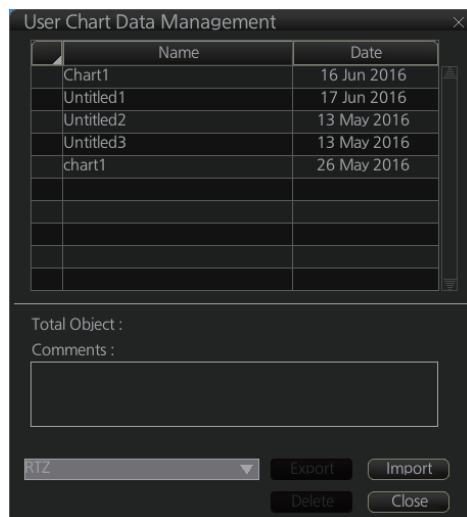 User Chart Data Management
Name Date
Chart1 16 Jun 2016
Untitled1 17 Jun 2016
Untitled2 13 May 2016
Untitled3 13 May 2016
chart1 26 May 2016
Total Object :
Comments :
RTZ Export Import
Delete Close